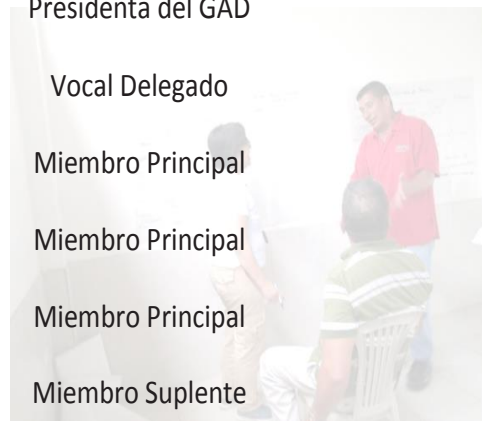 Presidenta del GAD
Vocal Delegado
Miembro Principal
Miembro Principal
Miembro Principal
Miembro Suplente